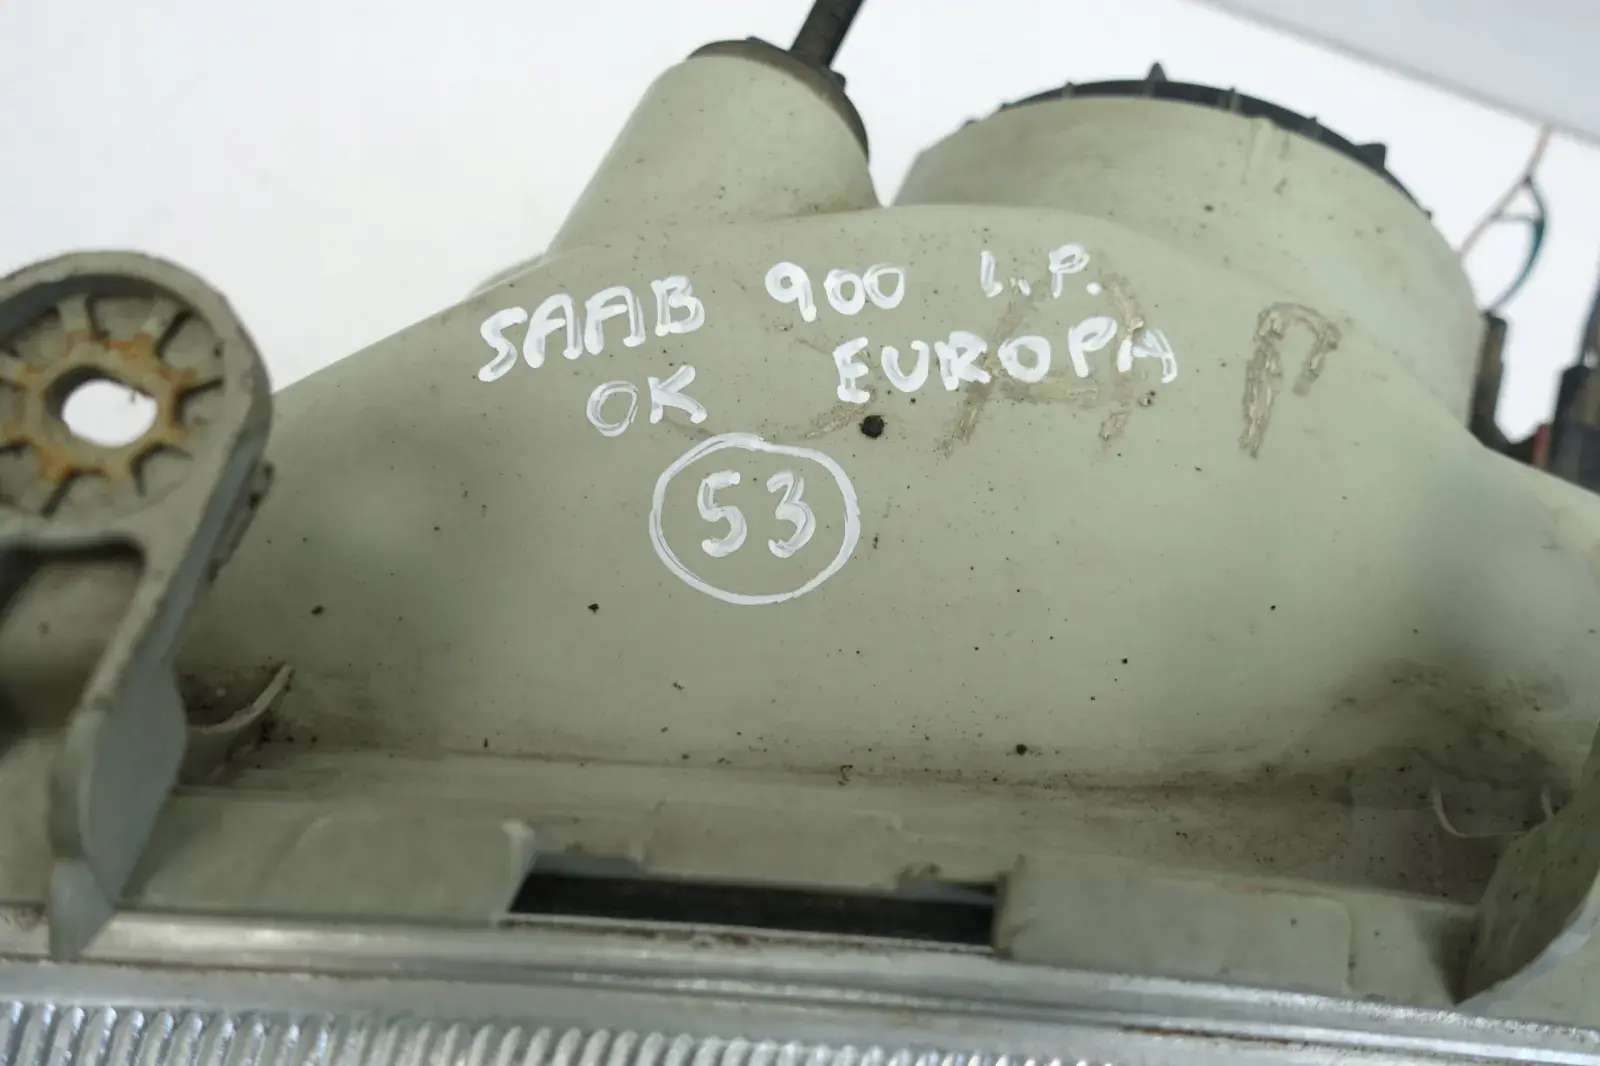 SAAB 900 L.P.
OK EUROPA
53